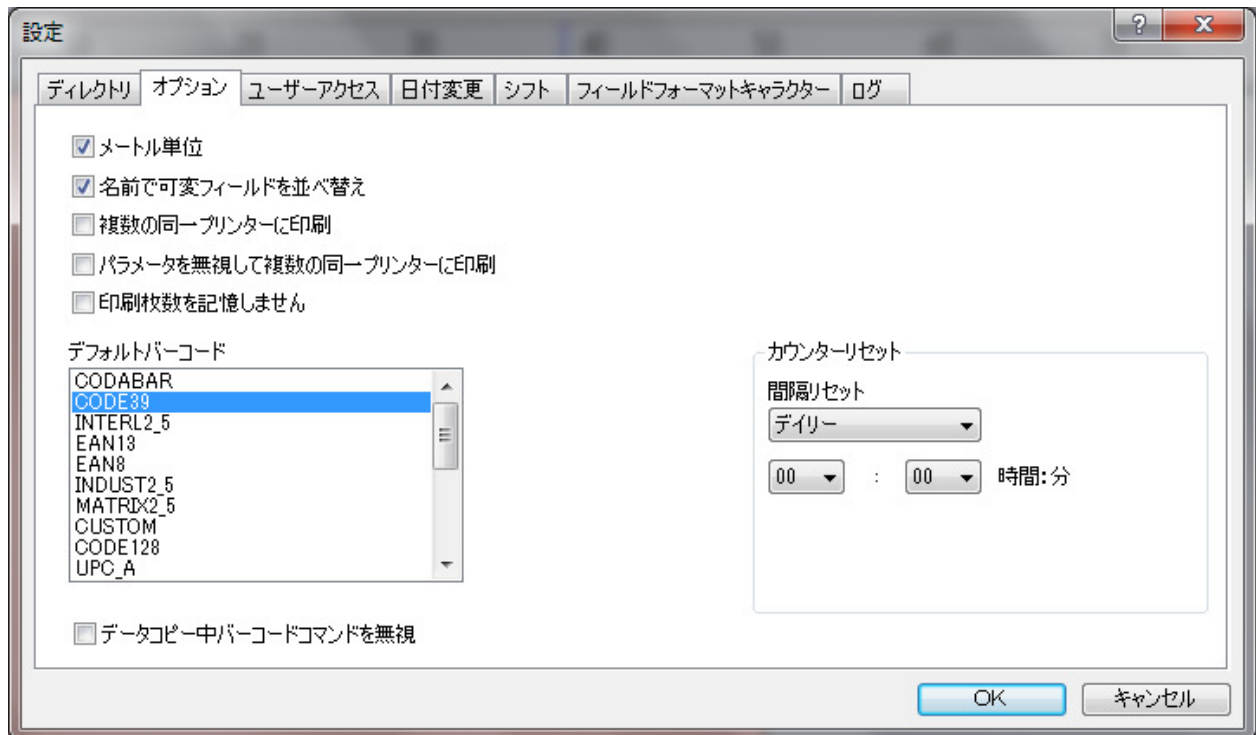 設定
ディレクトリ オプション ユーザーアクセス 日付変更 シフト フィールドフォーマットキャラクター ログ
メートル単位
名前で可変フィールドを並べ替え
複数の同一プリンターに印刷
パラメータを無視して複数の同一プリンターに印刷
印刷枚数を記憶しません
デフォルトバーコード
CODABAR
CODE39
INTERL2_5
EAN13
EAN8
INDUST2_5
MATRIX2_5
CUSTOM
CODE128
UPC_A
データコピー中バーコードコマンドを無視
カウンターリセット
間隔リセット
デイリー
00 : 00 時間:分
OK キャンセル